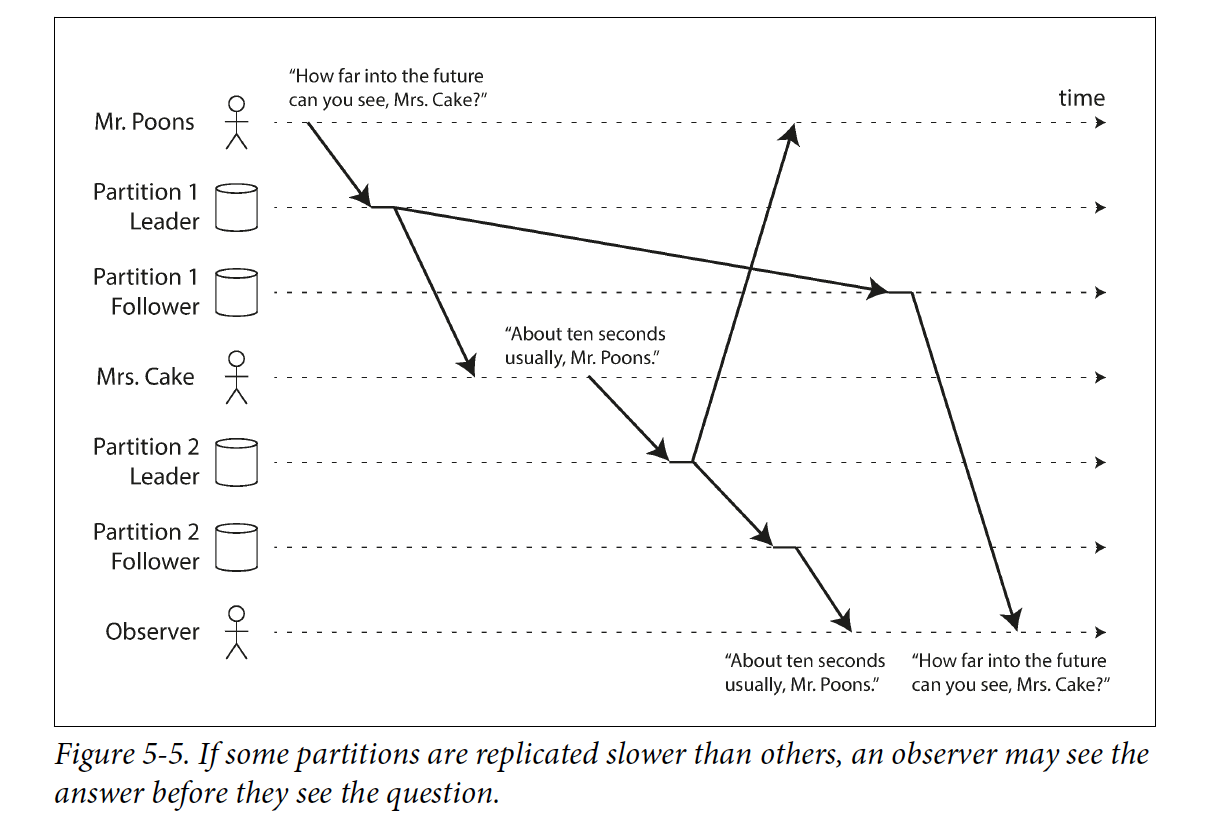 “How far into the future
can you see, Mrs. Cake?”
time
Mr. Poons
Partition 1
Leader
Partition 1
Follower
“About ten seconds
usually, Mr. Poons.”
Mrs. Cake
Partition 2
Leader
Partition 2
Follower
Observer
“About ten seconds
usually, Mr. Poons.”
“How far into the future
can you see, Mrs. Cake?”
Figure 5-5. If some partitions are replicated slower than others, an observer may see the
answer before they see the question.